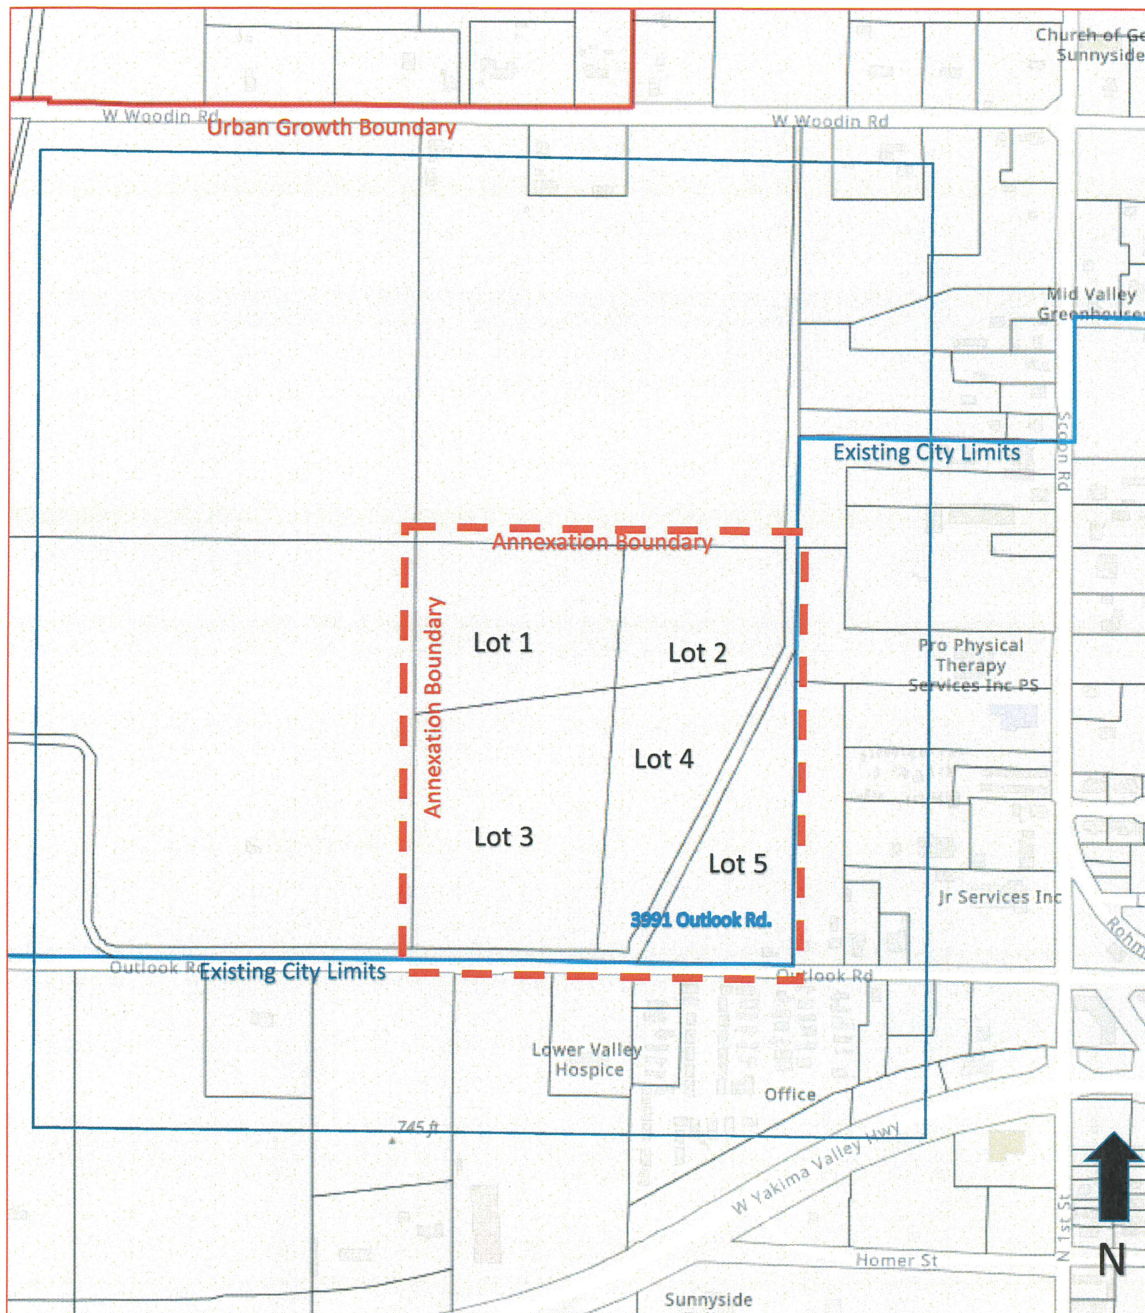 Church of Ge
Sunnyside
W Woodin Rd
Urban Growth Boundary
W Woodin Rd
Mid Valley
Greenhouses
Scoon Rd
Existing City Limits
Annexation Boundary
Annexation Boundary
Lot 1
Lot 2
Pro Physical
Therapy
Services Inc PS
Lot 4
Lot 3
Lot 5
Jr Services Inc
3991 Outlook Rd.
Rohm
Outlook Rd
Existing City Limits
Outlook Rd
Lower Valley
Hospice
Office
745 ft
W Yakima Valley Hwy
N 1st St
N
Homer St
Sunnyside